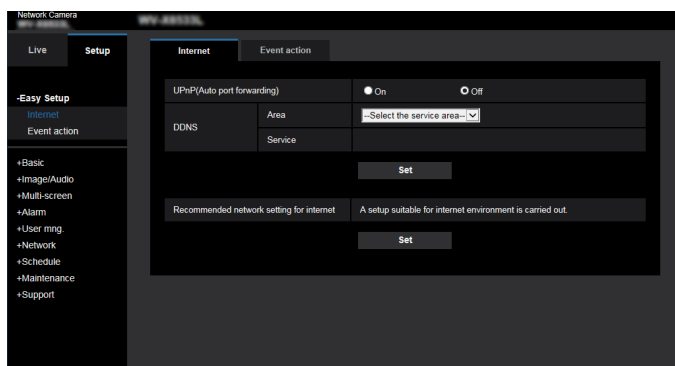 Network Camera
Live
Setup
Internet
Event action
-Easy Setup
Internet
Event action
+Basic
+Image/Audio
+Multi-screen
+Alarm
+User mng.
+Network
+Schedule
+Maintenance
+Support
UPnP(Auto port forwarding)
On
Off
DDNS
Area
--Select the service area--
Service
Set
Recommended network setting for internet
A setup suitable for internet environment is carried out.
Set